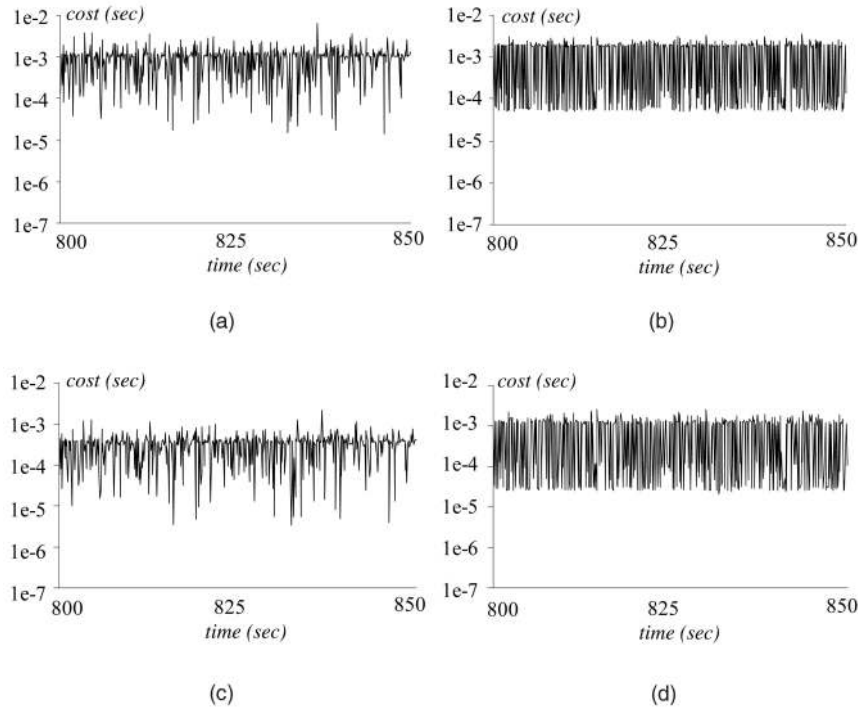 cost (sec)
1e-2
1e-3
1e-4
1e-5
1e-6
1e-7
800
825
850
time (sec)
(a)
cost (sec)
1e-2
1e-3
1e-4
1e-5
1e-6
1e-7
800
825
850
time (sec)
(b)
cost (sec)
1e-2
1e-3
1e-4
1e-5
1e-6
1e-7
800
825
850
time (sec)
(c)
cost (sec)
1e-2
1e-3
1e-4
1e-5
1e-6
1e-7
800
825
850
time (sec)
(d)